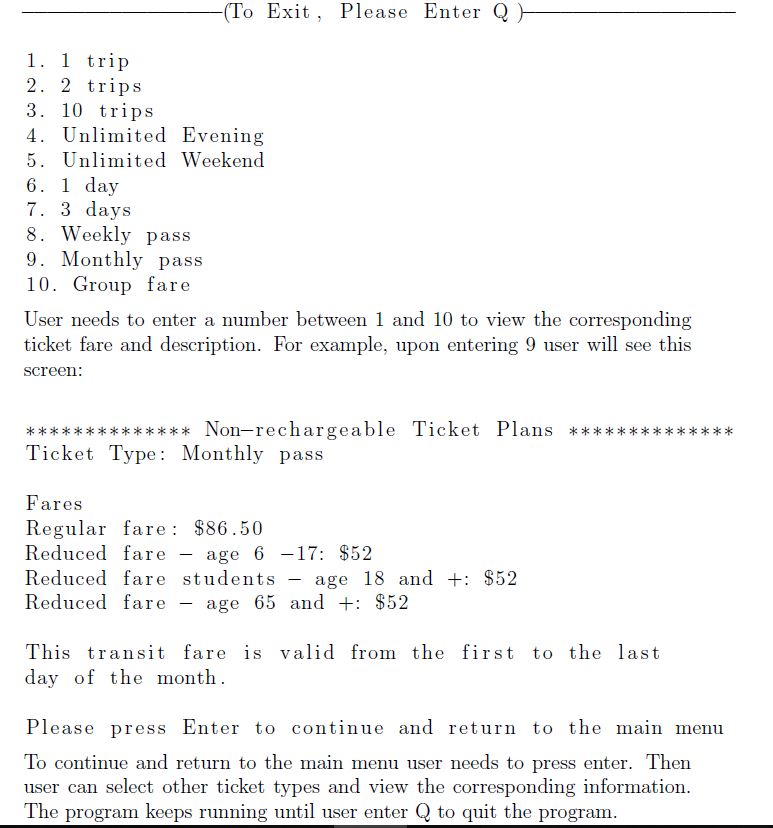 —————————(To Exit, Please Enter Q )—————————
1. 1 trip
2. 2 trips
3. 10 trips
4. Unlimited Evening
5. Unlimited Weekend
6. 1 day
7. 3 days
8. Weekly pass
9. Monthly pass
10. Group fare
User needs to enter a number between 1 and 10 to view the corresponding
ticket fare and description. For example, upon entering 9 user will see this
screen:
************** Non−rechargeable Ticket Plans **************
Ticket Type: Monthly pass
Fares
Regular fare: $86.50
Reduced fare − age 6 −17: $52
Reduced fare students − age 18 and +: $52
Reduced fare − age 65 and +: $52
This transit fare is valid from the first to the last
day of the month.
Please press Enter to continue and return to the main menu
To continue and return to the main menu user needs to press enter. Then
user can select other ticket types and view the corresponding information.
The program keeps running until user enter Q to quit the program.